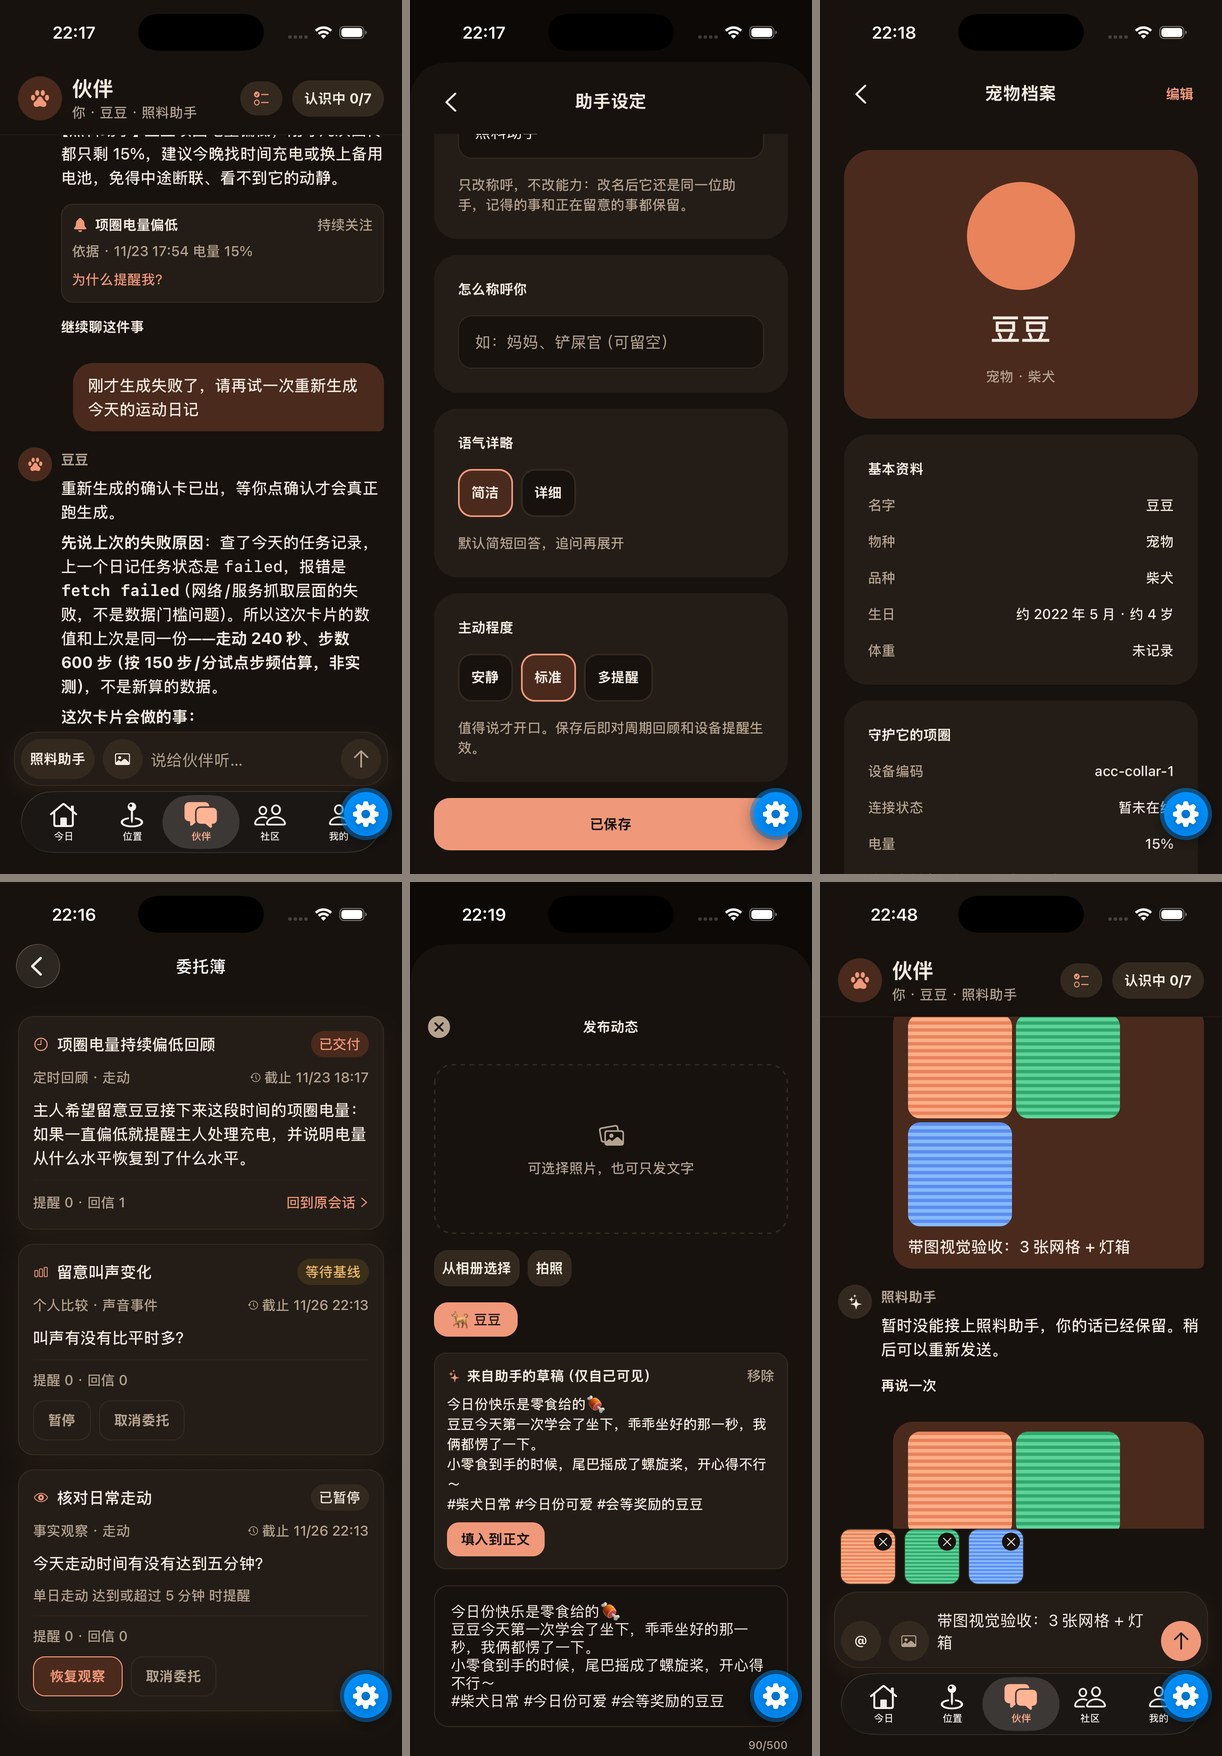 22:17
伙伴
你 · 豆豆 · 照料助手
认识中 0/7
都只剩 15%，建议今晚找时间充电或换上备用
电池，免得中途断联、看不到它的动静。
项圈电量偏低
持续关注
依据 · 11/23 17:54 电量 15%
为什么提醒我?
继续聊这件事
刚才生成失败了，请再试一次重新生成
今天的运动日记
豆豆
重新生成的确认卡已出，等你点确认才会真正
跑生成。
先说上次的失败原因：查了今天的任务记录，
上一个日记任务状态是 failed，报错是
fetch failed (网络/服务抓取层面的失
败，不是数据门槛问题)。所以这次卡片的数
值和上次是同一份——走动 240 秒、步数
600 步 (按 150 步/分试点步频估算，非实
测)，不是新算的数据。
这次卡片会做的事：
照料助手
说给伙伴听...
今日
位置
伙伴
社区
我的
22:17
助手设定
照料助手
只改称呼，不改能力：改名后它还是同一位助
手，记得的事和正在留意的事都保留。
怎么称呼你
如：妈妈、铲屎官 (可留空)
语气详略
简洁
详细
默认简短回答，追问再展开
主动程度
安静
标准
多提醒
值得说才开口。保存后即对周期回顾和设备提醒生
效。
已保存
22:18
宠物档案
编辑
豆豆
宠物 · 柴犬
基本资料
名字
豆豆
物种
宠物
品种
柴犬
生日
约 2022 年 5 月 · 约 4 岁
体重
未记录
守护它的项圈
设备编码
acc-collar-1
连接状态
暂未在
电量
15%
22:16
委托簿
项圈电量持续偏低回顾
已交付
定时回顾 · 走动
截止 11/23 18:17
主人希望留意豆豆接下来这段时间的项圈电量：
如果一直偏低就提醒主人处理充电，并说明电量
从什么水平恢复到了什么水平。
提醒 0 · 回信 1
回到原会话 >
留意叫声变化
等待基线
个人比较 · 声音事件
截止 11/26 22:13
叫声有没有比平时多?
提醒 0 · 回信 0
暂停
取消委托
核对日常走动
已暂停
事实观察 · 走动
截止 11/26 22:13
今天走动时间有没有达到五分钟?
单日走动 达到或超过 5 分钟 时提醒
提醒 0 · 回信 0
恢复观察
取消委托
22:19
发布动态
可选择照片，也可只发文字
从相册选择
拍照
🐕 豆豆
来自助手的草稿 (仅自己可见)
移除
今日份快乐是零食给的🍖
豆豆今天第一次学会了坐下，乖乖坐好的那一秒，我
俩都愣了一下。
小零食到手的时候，尾巴摇成了螺旋桨，开心得不行
～
#柴犬日常 #今日份可爱 #会等奖励的豆豆
填入到正文
今日份快乐是零食给的🍖
豆豆今天第一次学会了坐下，乖乖坐好的那一
秒，我俩都愣了一下。
小零食到手的时候，尾巴摇成了螺旋桨，开心得
不行～
#柴犬日常 #今日份可爱 #会等奖励的豆豆
90/500
22:48
伙伴
你 · 豆豆 · 照料助手
认识中 0/7
带图视觉验收：3 张网格 + 灯箱
照料助手
暂时没能接上照料助手，你的话已经保留。稍
后可以重新发送。
再说一次
@
带图视觉验收：3 张网格 + 灯
箱
今日
位置
伙伴
社区
我的